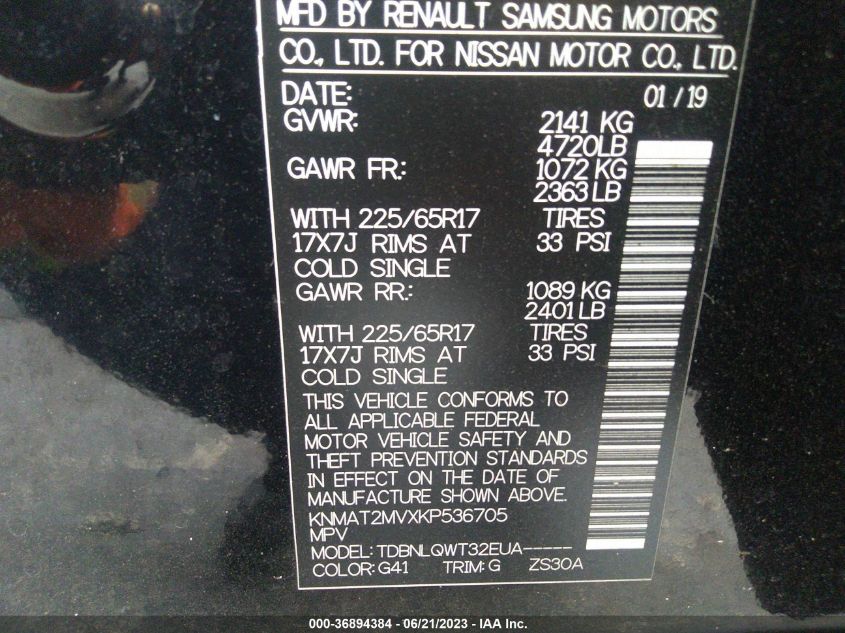 MFD BY RENAULT SAMSUNG MOTORS
CO., LTD. FOR NISSAN MOTOR CO., LTD.
DATE: 01 / 19
GVWR: 2141 KG
4720LB
GAWR FR.: 1072 KG
2363 LB
WITH 225/65R17 TIRES
17X7J RIMS AT 33 PSI
COLD SINGLE
GAWR RR.: 1089 KG
2401 LB
WITH 225/65R17 TIRES
17X7J RIMS AT 33 PSI
COLD SINGLE
THIS VEHICLE CONFORMS TO
ALL APPLICABLE FEDERAL
MOTOR VEHICLE SAFETY AND
THEFT PREVENTION STANDARDS
IN EFFECT ON THE DATE OF
MANUFACTURE SHOWN ABOVE.
KNMAT2MVXKP536705
MPV
MODEL: TDBNLQWT32EUA-----
COLOR: G41 TRIM: G ZS30A
000-36894384 - 06/21/2023 - IAA Inc.